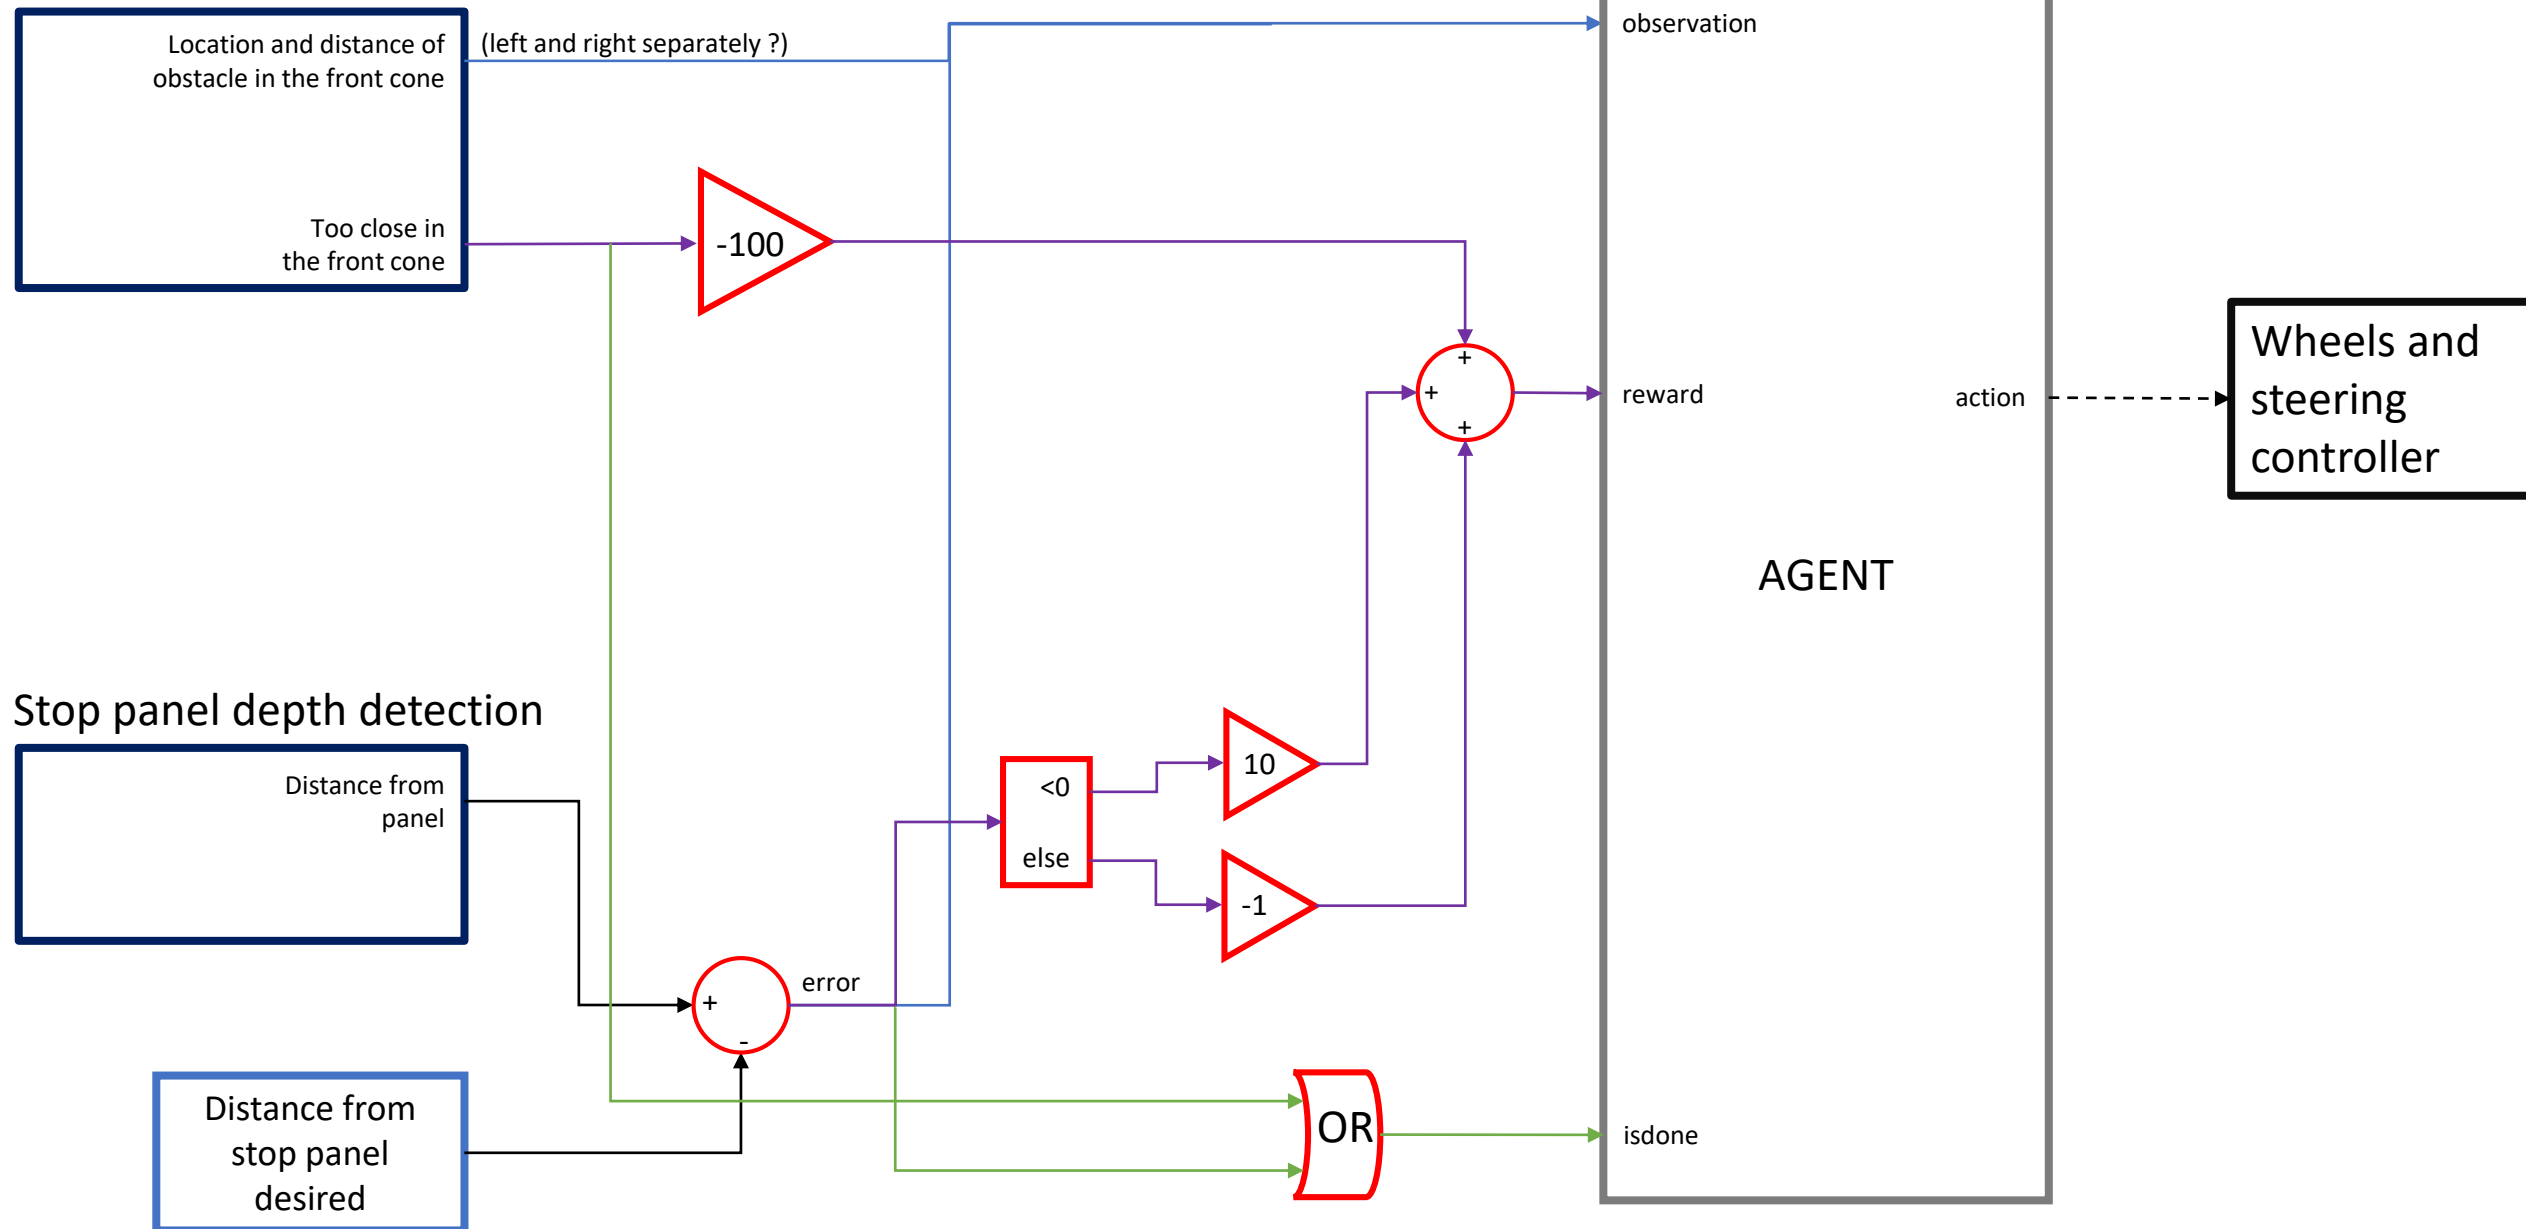 Location and distance of
obstacle in the front cone
(left and right separately ?)
observation
Too close in
the front cone
-100
+
+
+
reward
action
Wheels and
steering
controller
AGENT
Stop panel depth detection
Distance from
panel
<0
else
10
-1
error
+
-
Distance from
stop panel
desired
OR
isdone